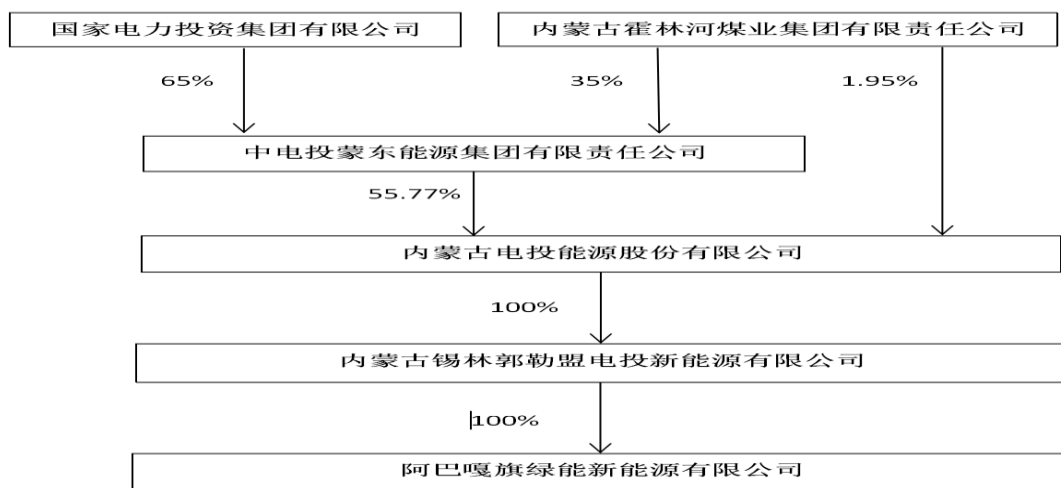 国家电力投资集团有限公司
内蒙古霍林河煤业集团有限责任公司
65%
35%
1.95%
中电投蒙东能源集团有限责任公司
55.77%
内蒙古电投能源股份有限公司
100%
内蒙古锡林郭勒盟电投新能源有限公司
100%
阿巴嘎旗绿能新能源有限公司